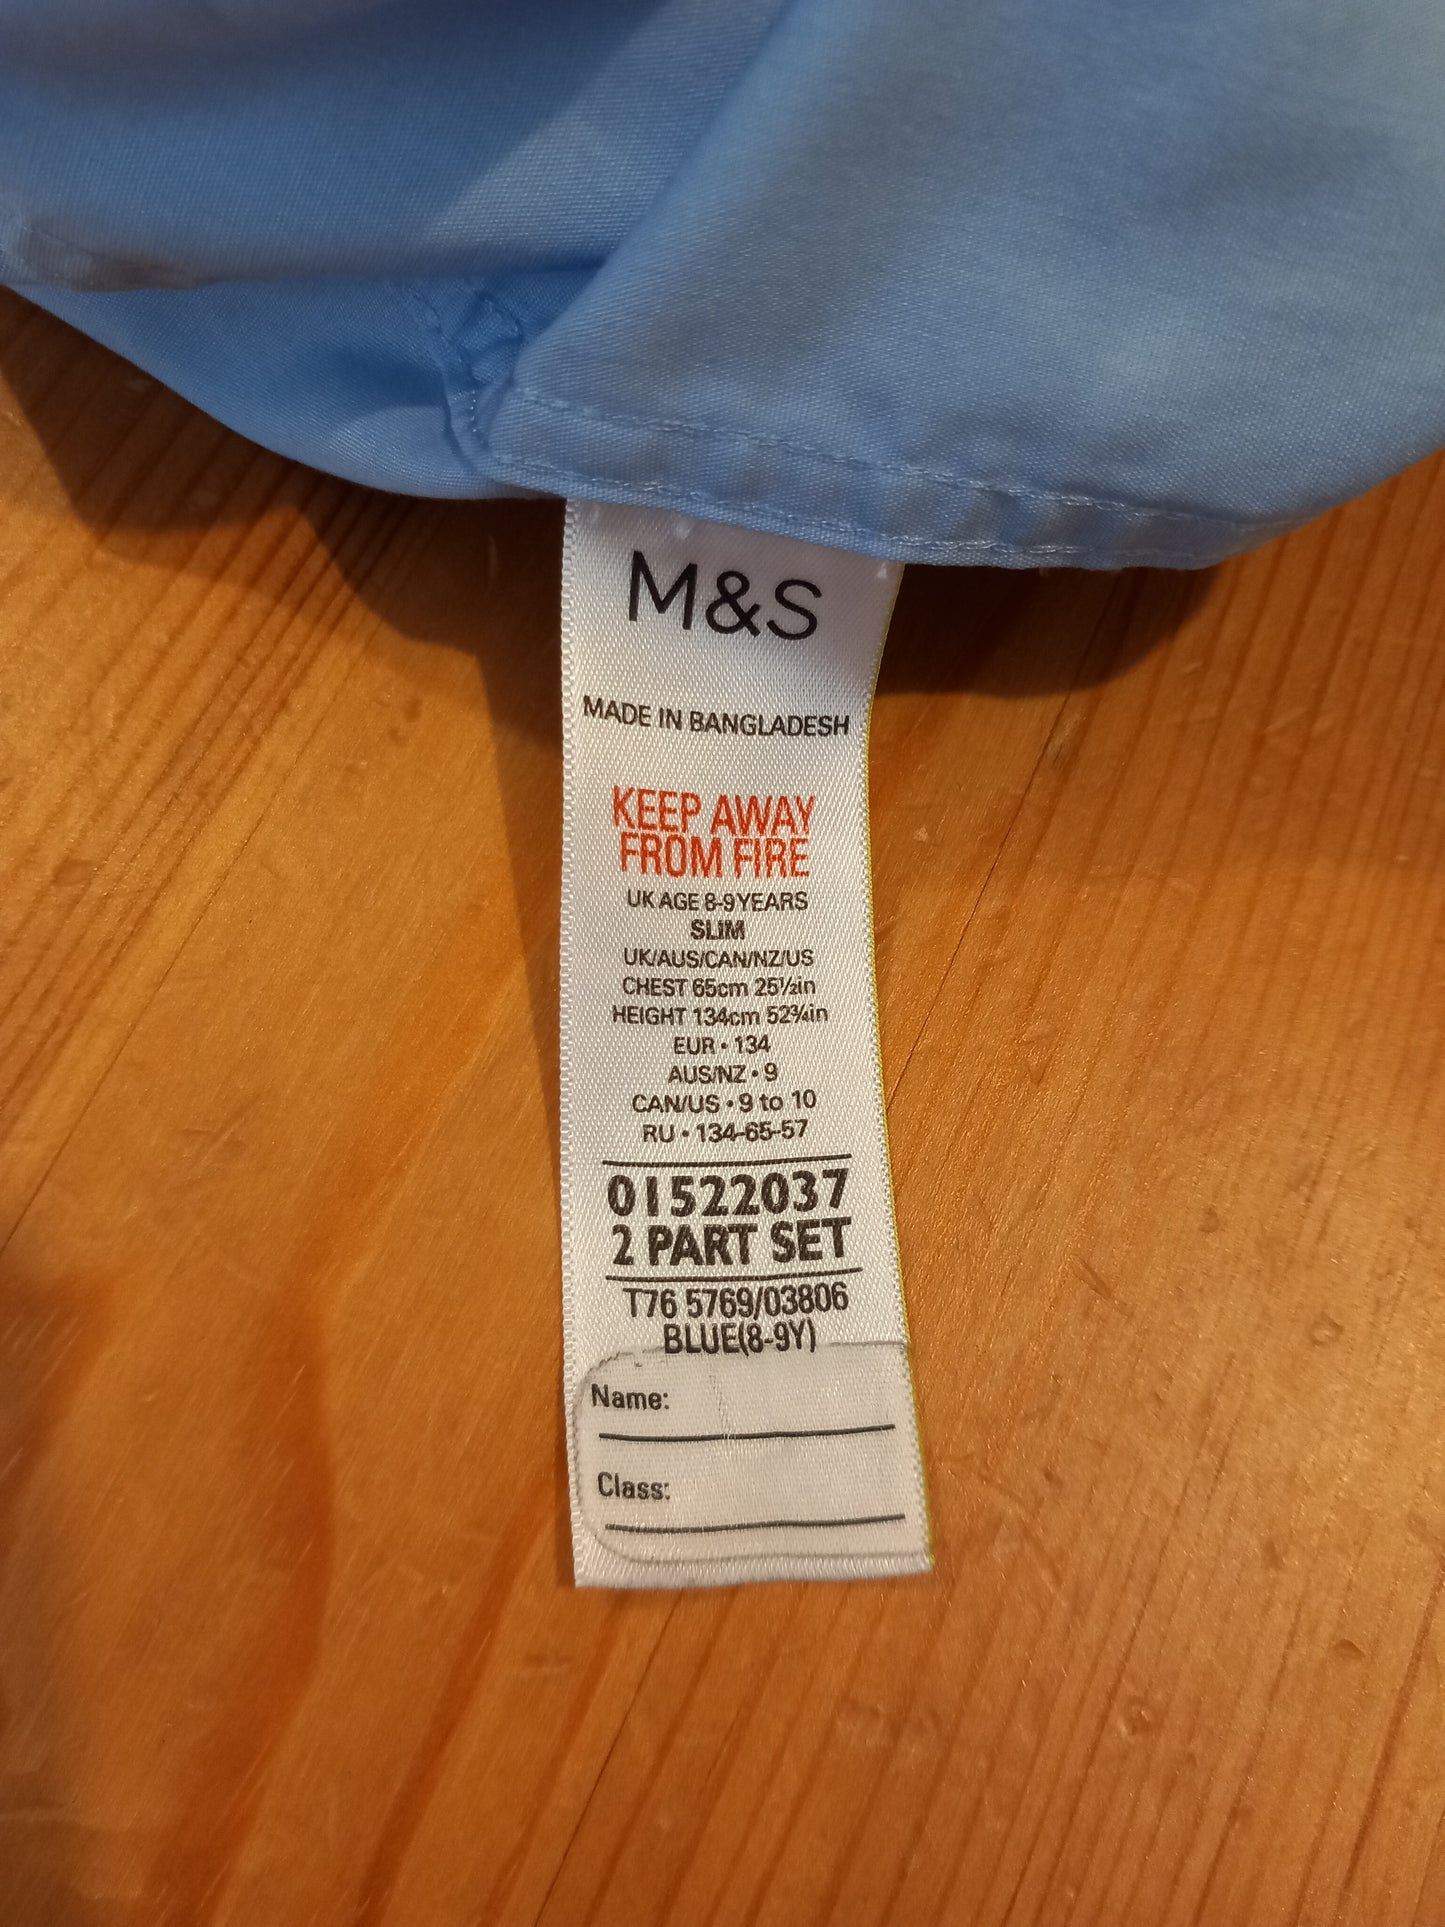 M&S
MADE IN BANGLADESH
KEEP AWAY
FROM FIRE
UK AGE 8-9 YEARS
SLIM
UK/AUS/CAN/NZ/US
CHEST 65cm 25½in
HEIGHT 134cm 52¾in
EUR • 134
AUS/NZ • 9
CAN/US • 9 to 10
RU • 134-65-57
01522037
2 PART SET
T76 5769/03806
BLUE(8-9Y)
Name:
Class: